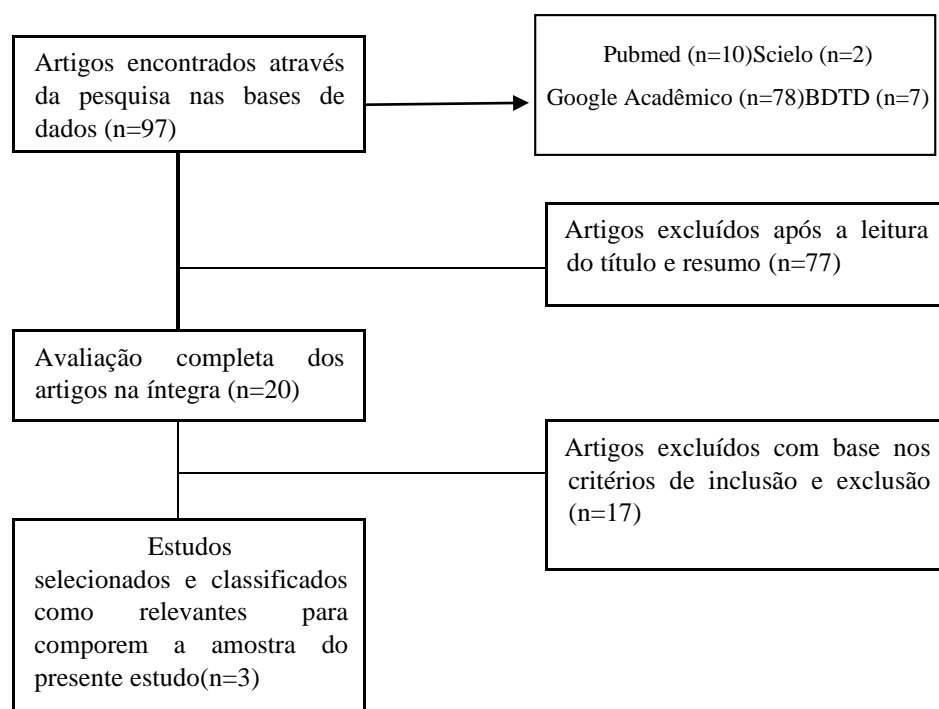 Artigos encontrados através
da pesquisa nas bases de
dados (n=97)
Pubmed (n=10)Scielo (n=2)
Google Acadêmico (n=78)BDTD (n=7)
Artigos excluídos após a leitura
do título e resumo (n=77)
Avaliação completa dos
artigos na íntegra (n=20)
Artigos excluídos com base nos
critérios de inclusão e exclusão
(n=17)
Estudos
selecionados e classificados
como relevantes para
comporem a amostra do
presente estudo(n=3)